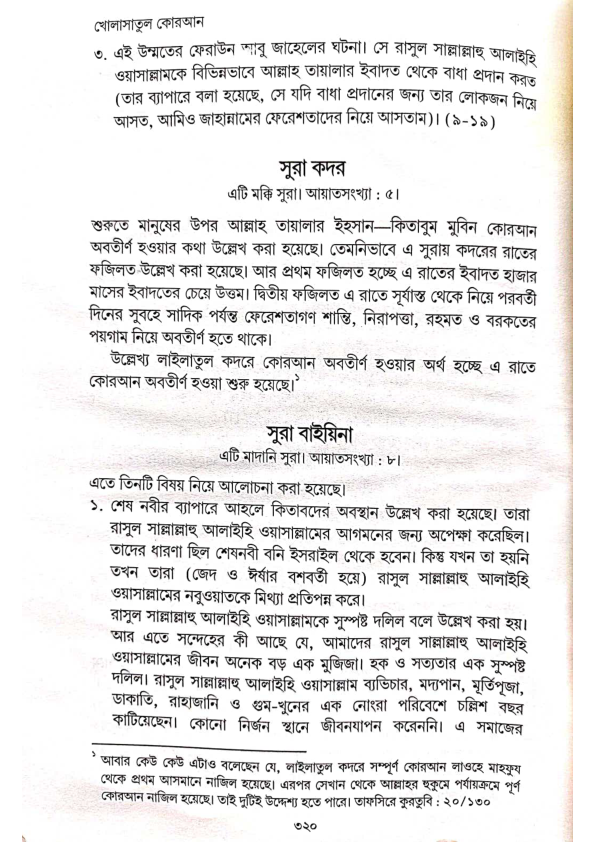 খোলাসাতুল কোরআন
৩. এই উম্মতের ফেরাউন আবু জাহেলের ঘটনা। সে রাসুল সাল্লাল্লাহু আলাইহি
ওয়াসাল্লামকে বিভিন্নভাবে আল্লাহ তায়ালার ইবাদত থেকে বাধা প্রদান করত
(তার ব্যাপারে বলা হয়েছে, সে যদি বাধা প্রদানের জন্য তার লোকজন নিয়ে
আসত, আমিও জাহান্নামের ফেরেশতাদের নিয়ে আসতাম)। (৯-১৯)
সুরা কদর
এটি মক্কি সুরা। আয়াতসংখ্যা : ৫।
শুরুতে মানুষের উপর আল্লাহ তায়ালার ইহসান—কিতাবুম মুবিন কোরআন
অবতীর্ণ হওয়ার কথা উল্লেখ করা হয়েছে। তেমনিভাবে এ সুরায় কদরের রাতের
ফজিলত উল্লেখ করা হয়েছে। আর প্রথম ফজিলত হচ্ছে এ রাতের ইবাদত হাজার
মাসের ইবাদতের চেয়ে উত্তম। দ্বিতীয় ফজিলত এ রাতে সূর্যাস্ত থেকে নিয়ে পরবর্তী
দিনের সুবহে সাদিক পর্যন্ত ফেরেশতাগণ শান্তি, নিরাপত্তা, রহমত ও বরকতের
পয়গাম নিয়ে অবতীর্ণ হতে থাকে।
উল্লেখ্য লাইলাতুল কদরে কোরআন অবতীর্ণ হওয়ার অর্থ হচ্ছে এ রাতে
কোরআন অবতীর্ণ হওয়া শুরু হয়েছে।১
সুরা বাইয়িনা
এটি মাদানি সুরা। আয়াতসংখ্যা : ৮।
এতে তিনটি বিষয় নিয়ে আলোচনা করা হয়েছে।
১. শেষ নবীর ব্যাপারে আহলে কিতাবদের অবস্থান উল্লেখ করা হয়েছে। তারা
রাসুল সাল্লাল্লাহু আলাইহি ওয়াসাল্লামের আগমনের জন্য অপেক্ষা করেছিল।
তাদের ধারণা ছিল শেষনবী বনি ইসরাইল থেকে হবেন। কিন্তু যখন তা হয়নি
তখন তারা (জেদ ও ঈর্ষার বশবর্তী হয়ে) রাসুল সাল্লাল্লাহু আলাইহি
ওয়াসাল্লামের নবুওয়াতকে মিথ্যা প্রতিপন্ন করে।
রাসুল সাল্লাল্লাহু আলাইহি ওয়াসাল্লামকে সুস্পষ্ট দলিল বলে উল্লেখ করা হয়।
আর এতে সন্দেহের কী আছে যে, আমাদের রাসুল সাল্লাল্লাহু আলাইহি
ওয়াসাল্লামের জীবন অনেক বড় এক মুজিজা। হক ও সত্যতার এক সুস্পষ্ট
দলিল। রাসুল সাল্লাল্লাহু আলাইহি ওয়াসাল্লাম ব্যভিচার, মদ্যপান, মূর্তিপূজা,
ডাকাতি, রাহাজানি ও গুম-খুনের এক নোংরা পরিবেশে চল্লিশ বছর
কাটিয়েছেন। কোনো নির্জন স্থানে জীবনযাপন করেননি। এ সমাজের
১ আবার কেউ কেউ এটাও বলেছেন যে, লাইলাতুল কদরে সম্পূর্ণ কোরআন লাওহে মাহফুয
থেকে প্রথম আসমানে নাজিল হয়েছে। এরপর সেখান থেকে আল্লাহর হুকুমে পর্যায়ক্রমে পূর্ণ
কোরআন নাজিল হয়েছে। তাই দুটিই উদ্দেশ্য হতে পারে। তাফসিরে কুরতুবি : ২০/১৩০
৩২০